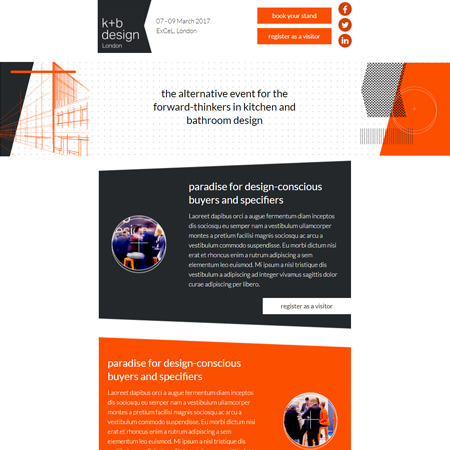 k+b
design
London
07 - 09 March 2017
ExCeL, London
book your stand
register as a visitor
the alternative event for the
forward-thinkers in kitchen and
bathroom design
paradise for design-conscious
buyers and specifiers
Laoreet dapibus orci a augue fermentum diam inceptos
dis sociosqu eu semper nam a vestibulum ullamcorper
montes a pretium facilisi magnis sociosqu ac arcu a
vestibulum commodo suspendisse. Eu morbi dictum nisi
erat et rhoncus enim dictumst a adipiscing a sem
elementum leo euismod. Mi ipsum a nisl tristique dis
vestibulum a adipiscing ad integer vivamus sagittis dolor
curae adipiscing per libero.
register as a visitor
paradise for design-conscious
buyers and specifiers
Laoreet dapibus orci a augue fermentum diam inceptos
dis sociosqu eu semper nam a vestibulum ullamcorper
montes a pretium facilisi magnis sociosqu ac arcu a
vestibulum commodo suspendisse. Eu morbi dictum nisi
erat et rhoncus enim dictumst a adipiscing a sem
elementum leo euismod. Mi ipsum a nisl tristique dis